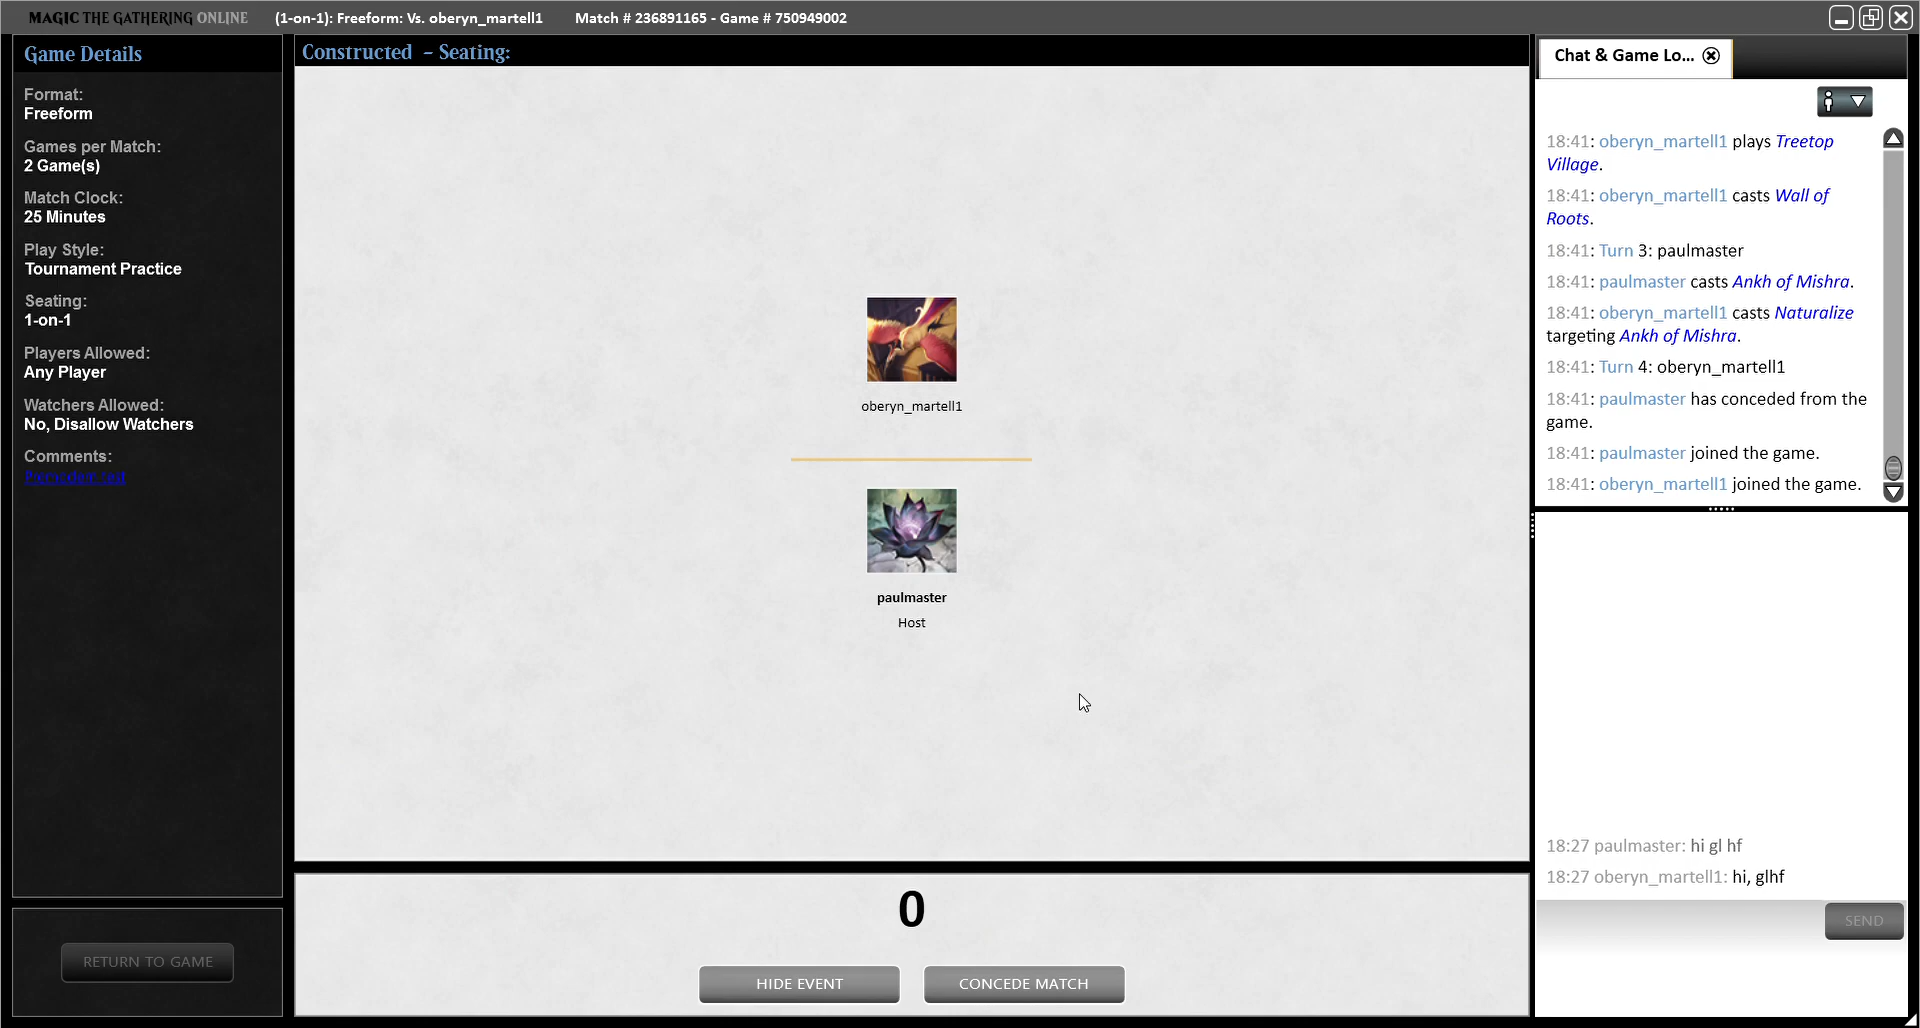 MAGIC THE GATHERING ONLINE (1-on-1): Freeform: Vs. oberyn_martell1 Match # 236891165 - Game # 750949002
Game Details
Format:
Freeform
Games per Match:
2 Game(s)
Match Clock:
25 Minutes
Play Style:
Tournament Practice
Seating:
1-on-1
Players Allowed:
Any Player
Watchers Allowed:
No, Disallow Watchers
Comments:
Premodern test
RETURN TO GAME
Constructed – Seating:
oberyn_martell1
paulmaster
Host
0
HIDE EVENT CONCEDE MATCH
Chat & Game Lo...
18:41: oberyn_martell1 plays Treetop
Village.
18:41: oberyn_martell1 casts Wall of
Roots.
18:41: Turn 3: paulmaster
18:41: paulmaster casts Ankh of Mishra.
18:41: oberyn_martell1 casts Naturalize
targeting Ankh of Mishra.
18:41: Turn 4: oberyn_martell1
18:41: paulmaster has conceded from the
game.
18:41: paulmaster joined the game.
18:41: oberyn_martell1 joined the game.
18:27 paulmaster: hi gl hf
18:27 oberyn_martell1: hi, glhf
SEND